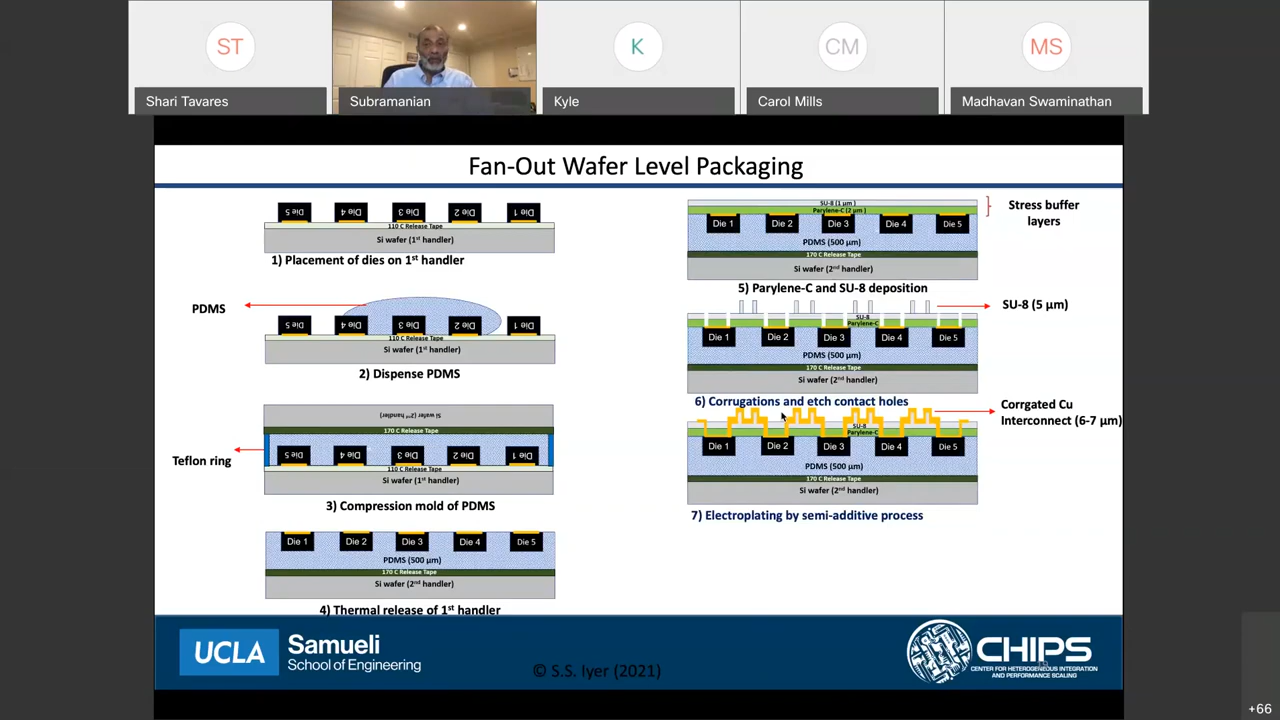 ST
K
CM
MS
Shari Tavares
Subramanian
Kyle
Carol Mills
Madhavan Swaminathan
Fan-Out Wafer Level Packaging
Die 5 Die 4 Die 3 Die 2 Die 1
110 C Release Tape
Si wafer (1st handler)
1) Placement of dies on 1st handler
PDMS
Die 5 Die 4 Die 3 Die 2 Die 1
110 C Release Tape
Si wafer (1st handler)
2) Dispense PDMS
Si wafer (2nd handler)
170 C Release Tape
Teflon ring
Die 5 Die 4 Die 3 Die 2 Die 1
110 C Release Tape
Si wafer (1st handler)
3) Compression mold of PDMS
Die 1 Die 2 Die 3 Die 4 Die 5
PDMS (500 µm)
170 C Release Tape
Si wafer (2nd handler)
4) Thermal release of 1st handler
SU-8 (1 µm)
Parylene-C (2 µm)
Die 1 Die 2 Die 3 Die 4 Die 5
PDMS (500 µm)
170 C Release Tape
Si wafer (2nd handler)
Stress buffer
layers
5) Parylene-C and SU-8 deposition
SU-8 (5 µm)
SU-8
Parylene-C
Die 1 Die 2 Die 3 Die 4 Die 5
PDMS (500 µm)
170 C Release Tape
Si wafer (2nd handler)
6) Corrugations and etch contact holes
Corrgated Cu
Interconnect (6-7 µm)
SU-8
Parylene-C
Die 1 Die 2 Die 3 Die 4 Die 5
PDMS (500 µm)
170 C Release Tape
Si wafer (2nd handler)
7) Electroplating by semi-additive process
UCLA
Samueli
School of Engineering
© S.S. Iyer (2021)
CHIPS
CENTER FOR HETEROGENEOUS INTEGRATION
AND PERFORMANCE SCALING
+66